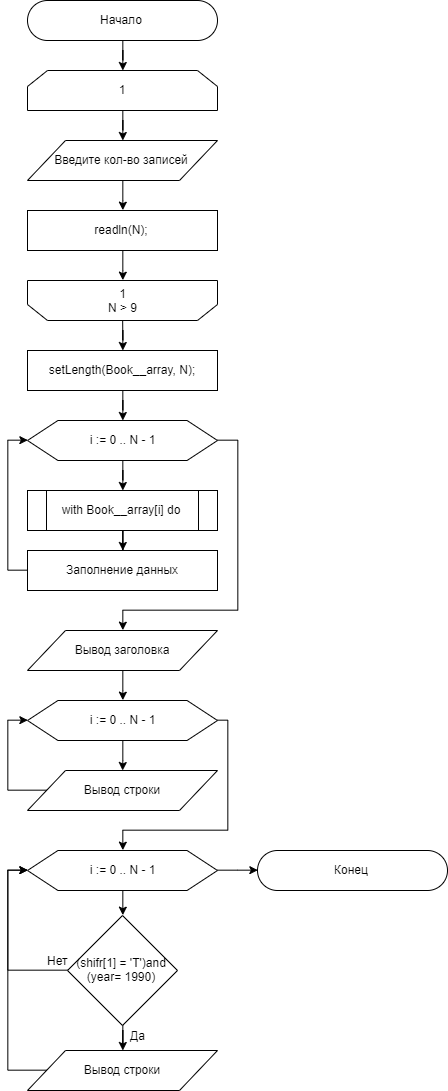 Начало
1
Введите кол-во записей
readln(N);
1
N > 9
setLength(Book__array, N);
i := 0 .. N - 1
with Book__array[i] do
Заполнение данных
Вывод заголовка
i := 0 .. N - 1
Вывод строки
i := 0 .. N - 1
Конец
Нет
(shifr[1] = 'T')and
(year= 1990)
Да
Вывод строки